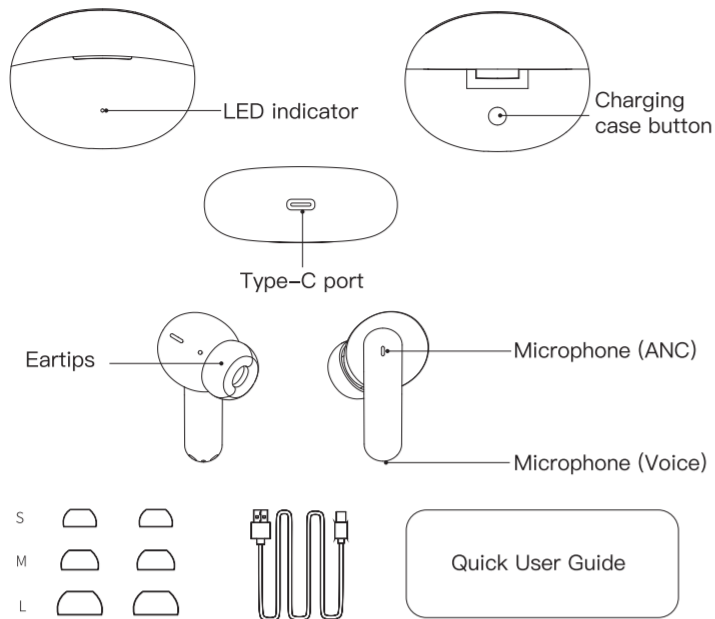 LED indicator
Charging
case button
Type-C port
Eartips
Microphone (ANC)
Microphone (Voice)
S
M
L
Quick User Guide